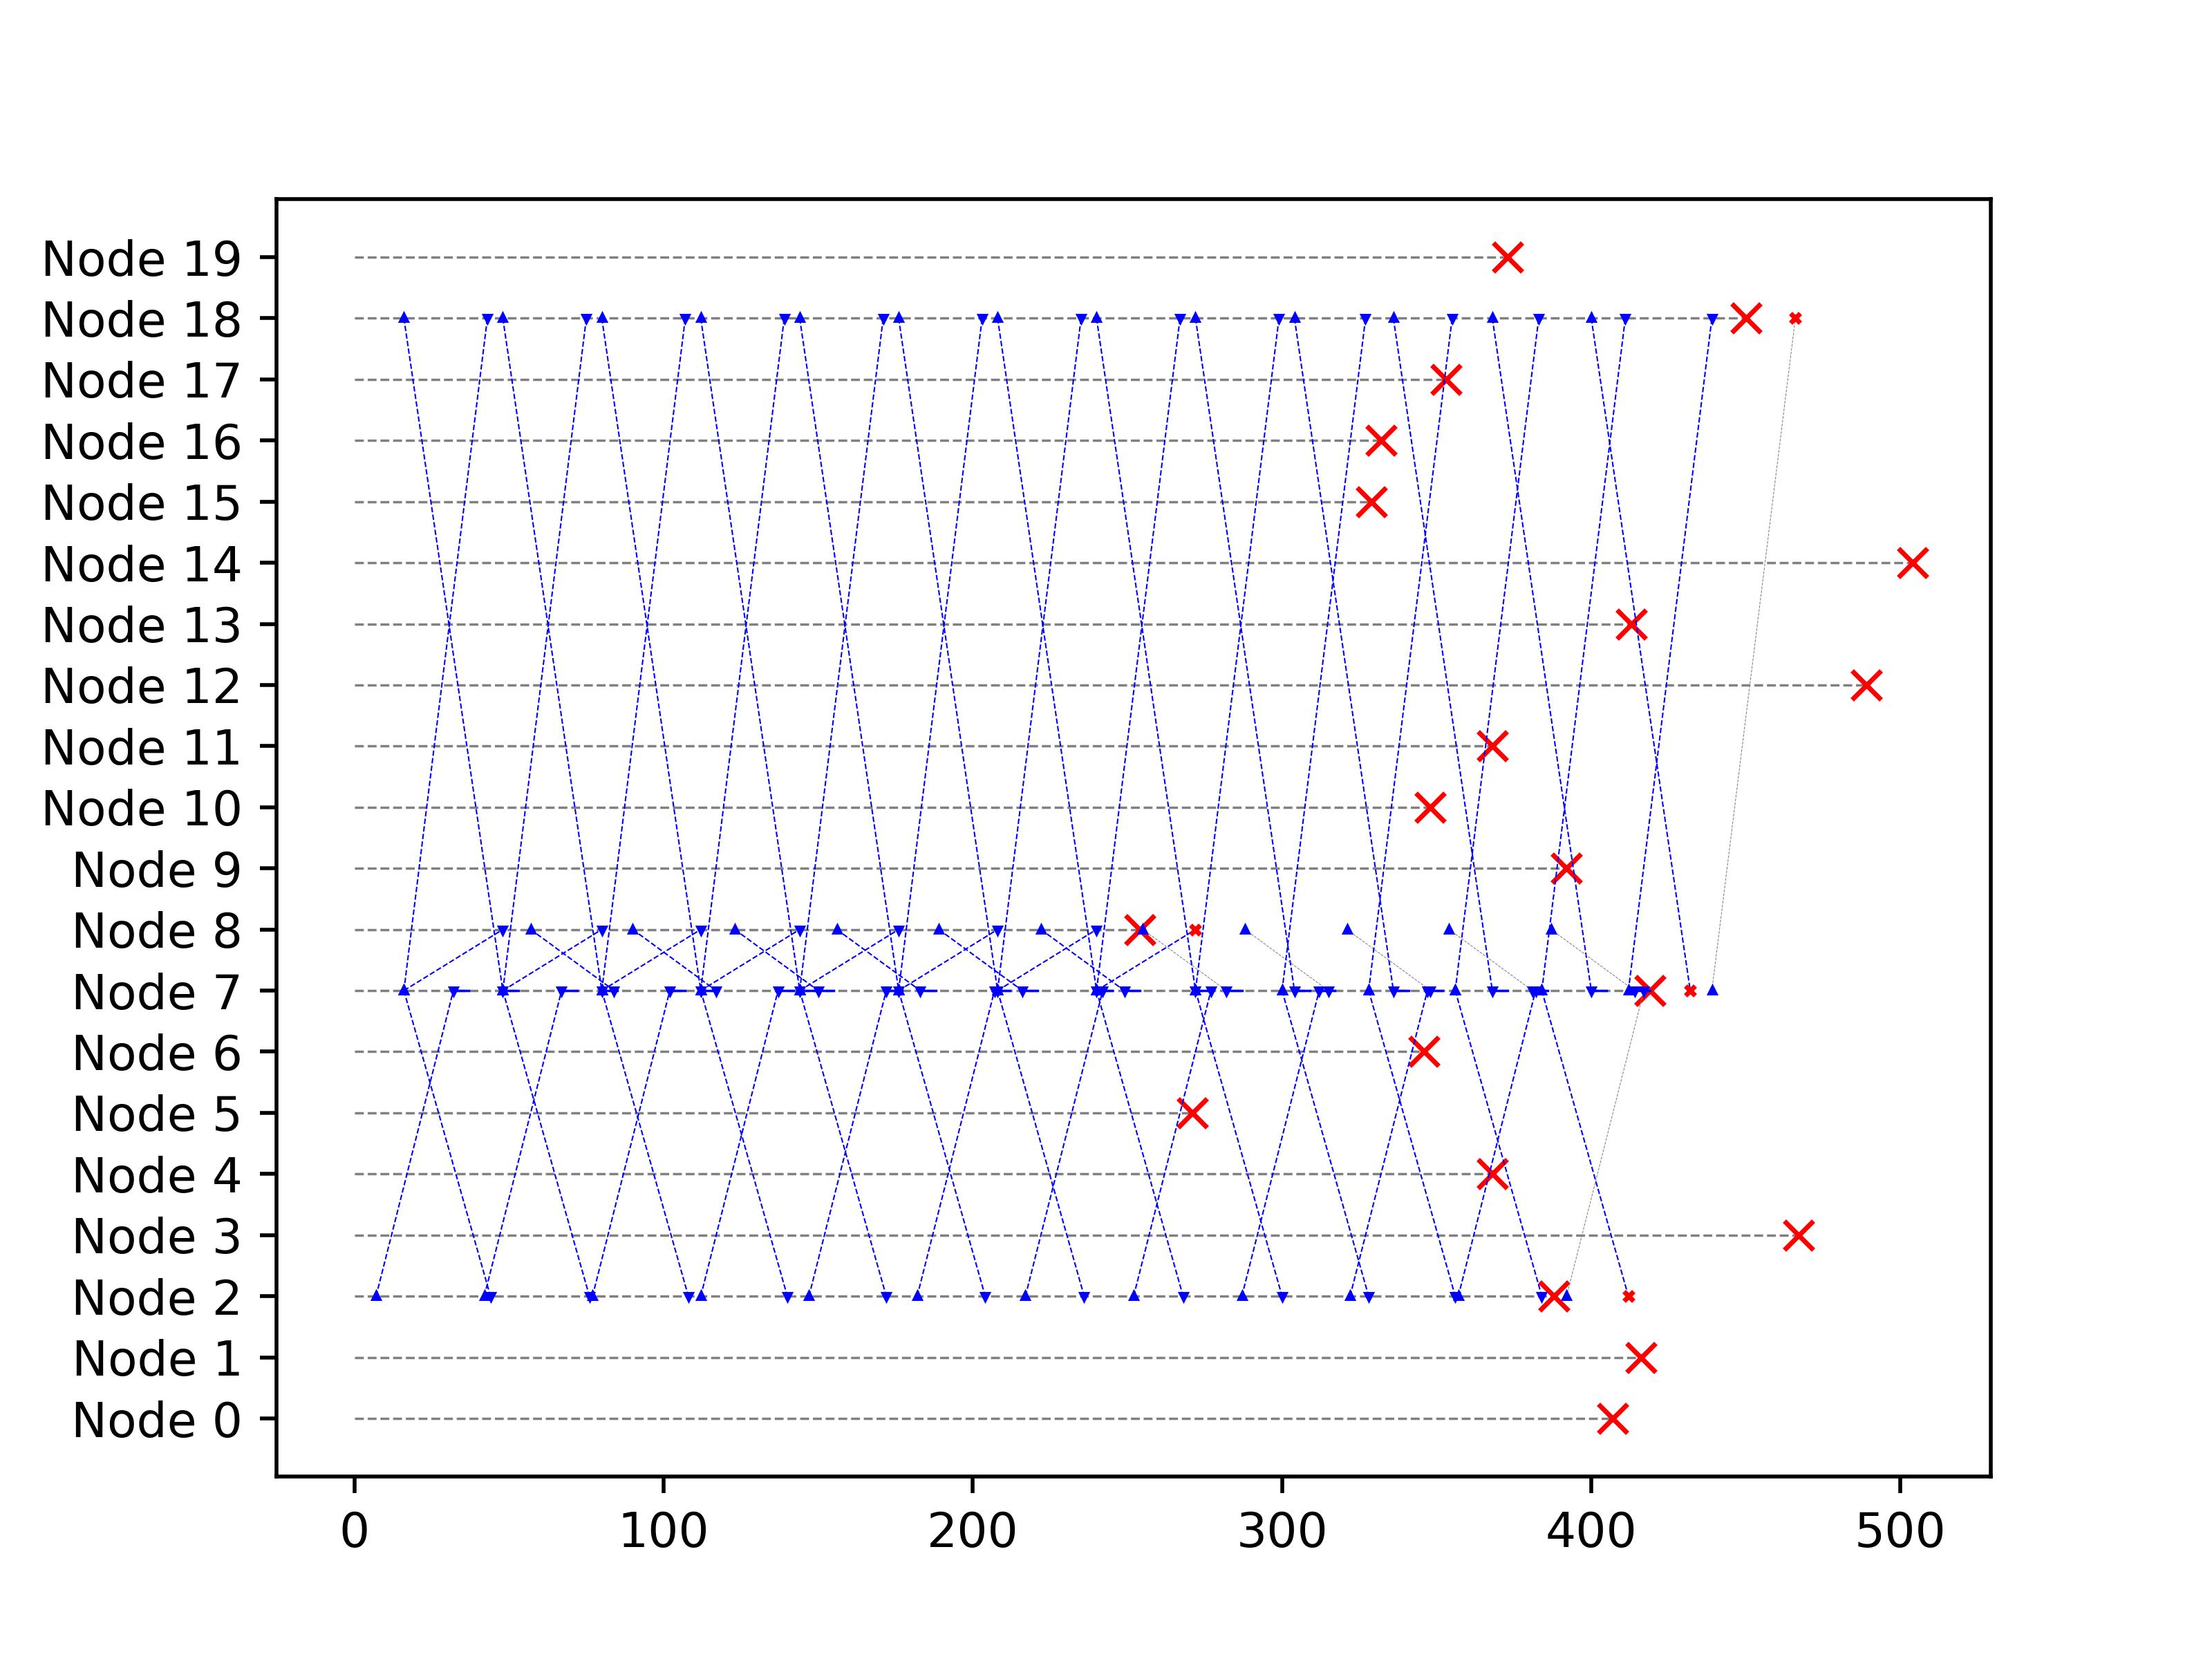 Node 19
Node 18
Node 17
Node 16
Node 15
Node 14
Node 13
Node 12
Node 11
Node 10
Node 9
Node 8
Node 7
Node 6
Node 5
Node 4
Node 3
Node 2
Node 1
Node 0
0 100 200 300 400 500